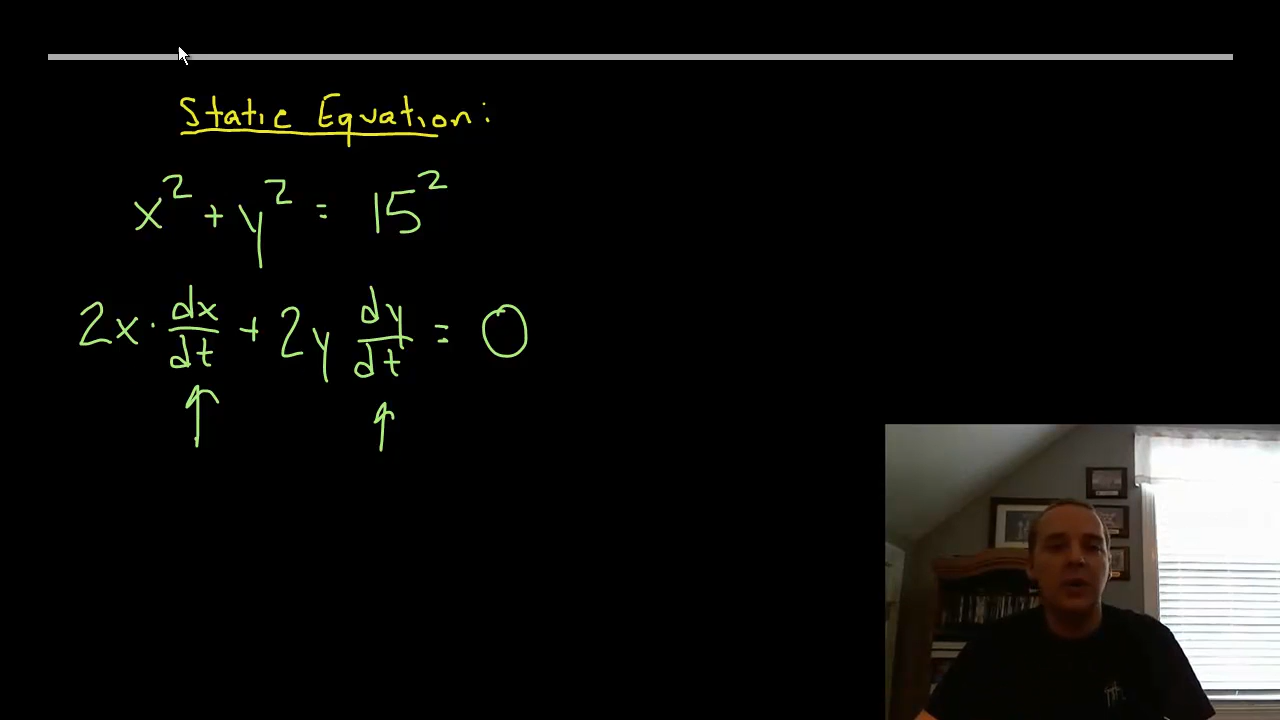 Static Equation:
x² + y² = 15²
2x · dx/dt + 2y dy/dt = 0